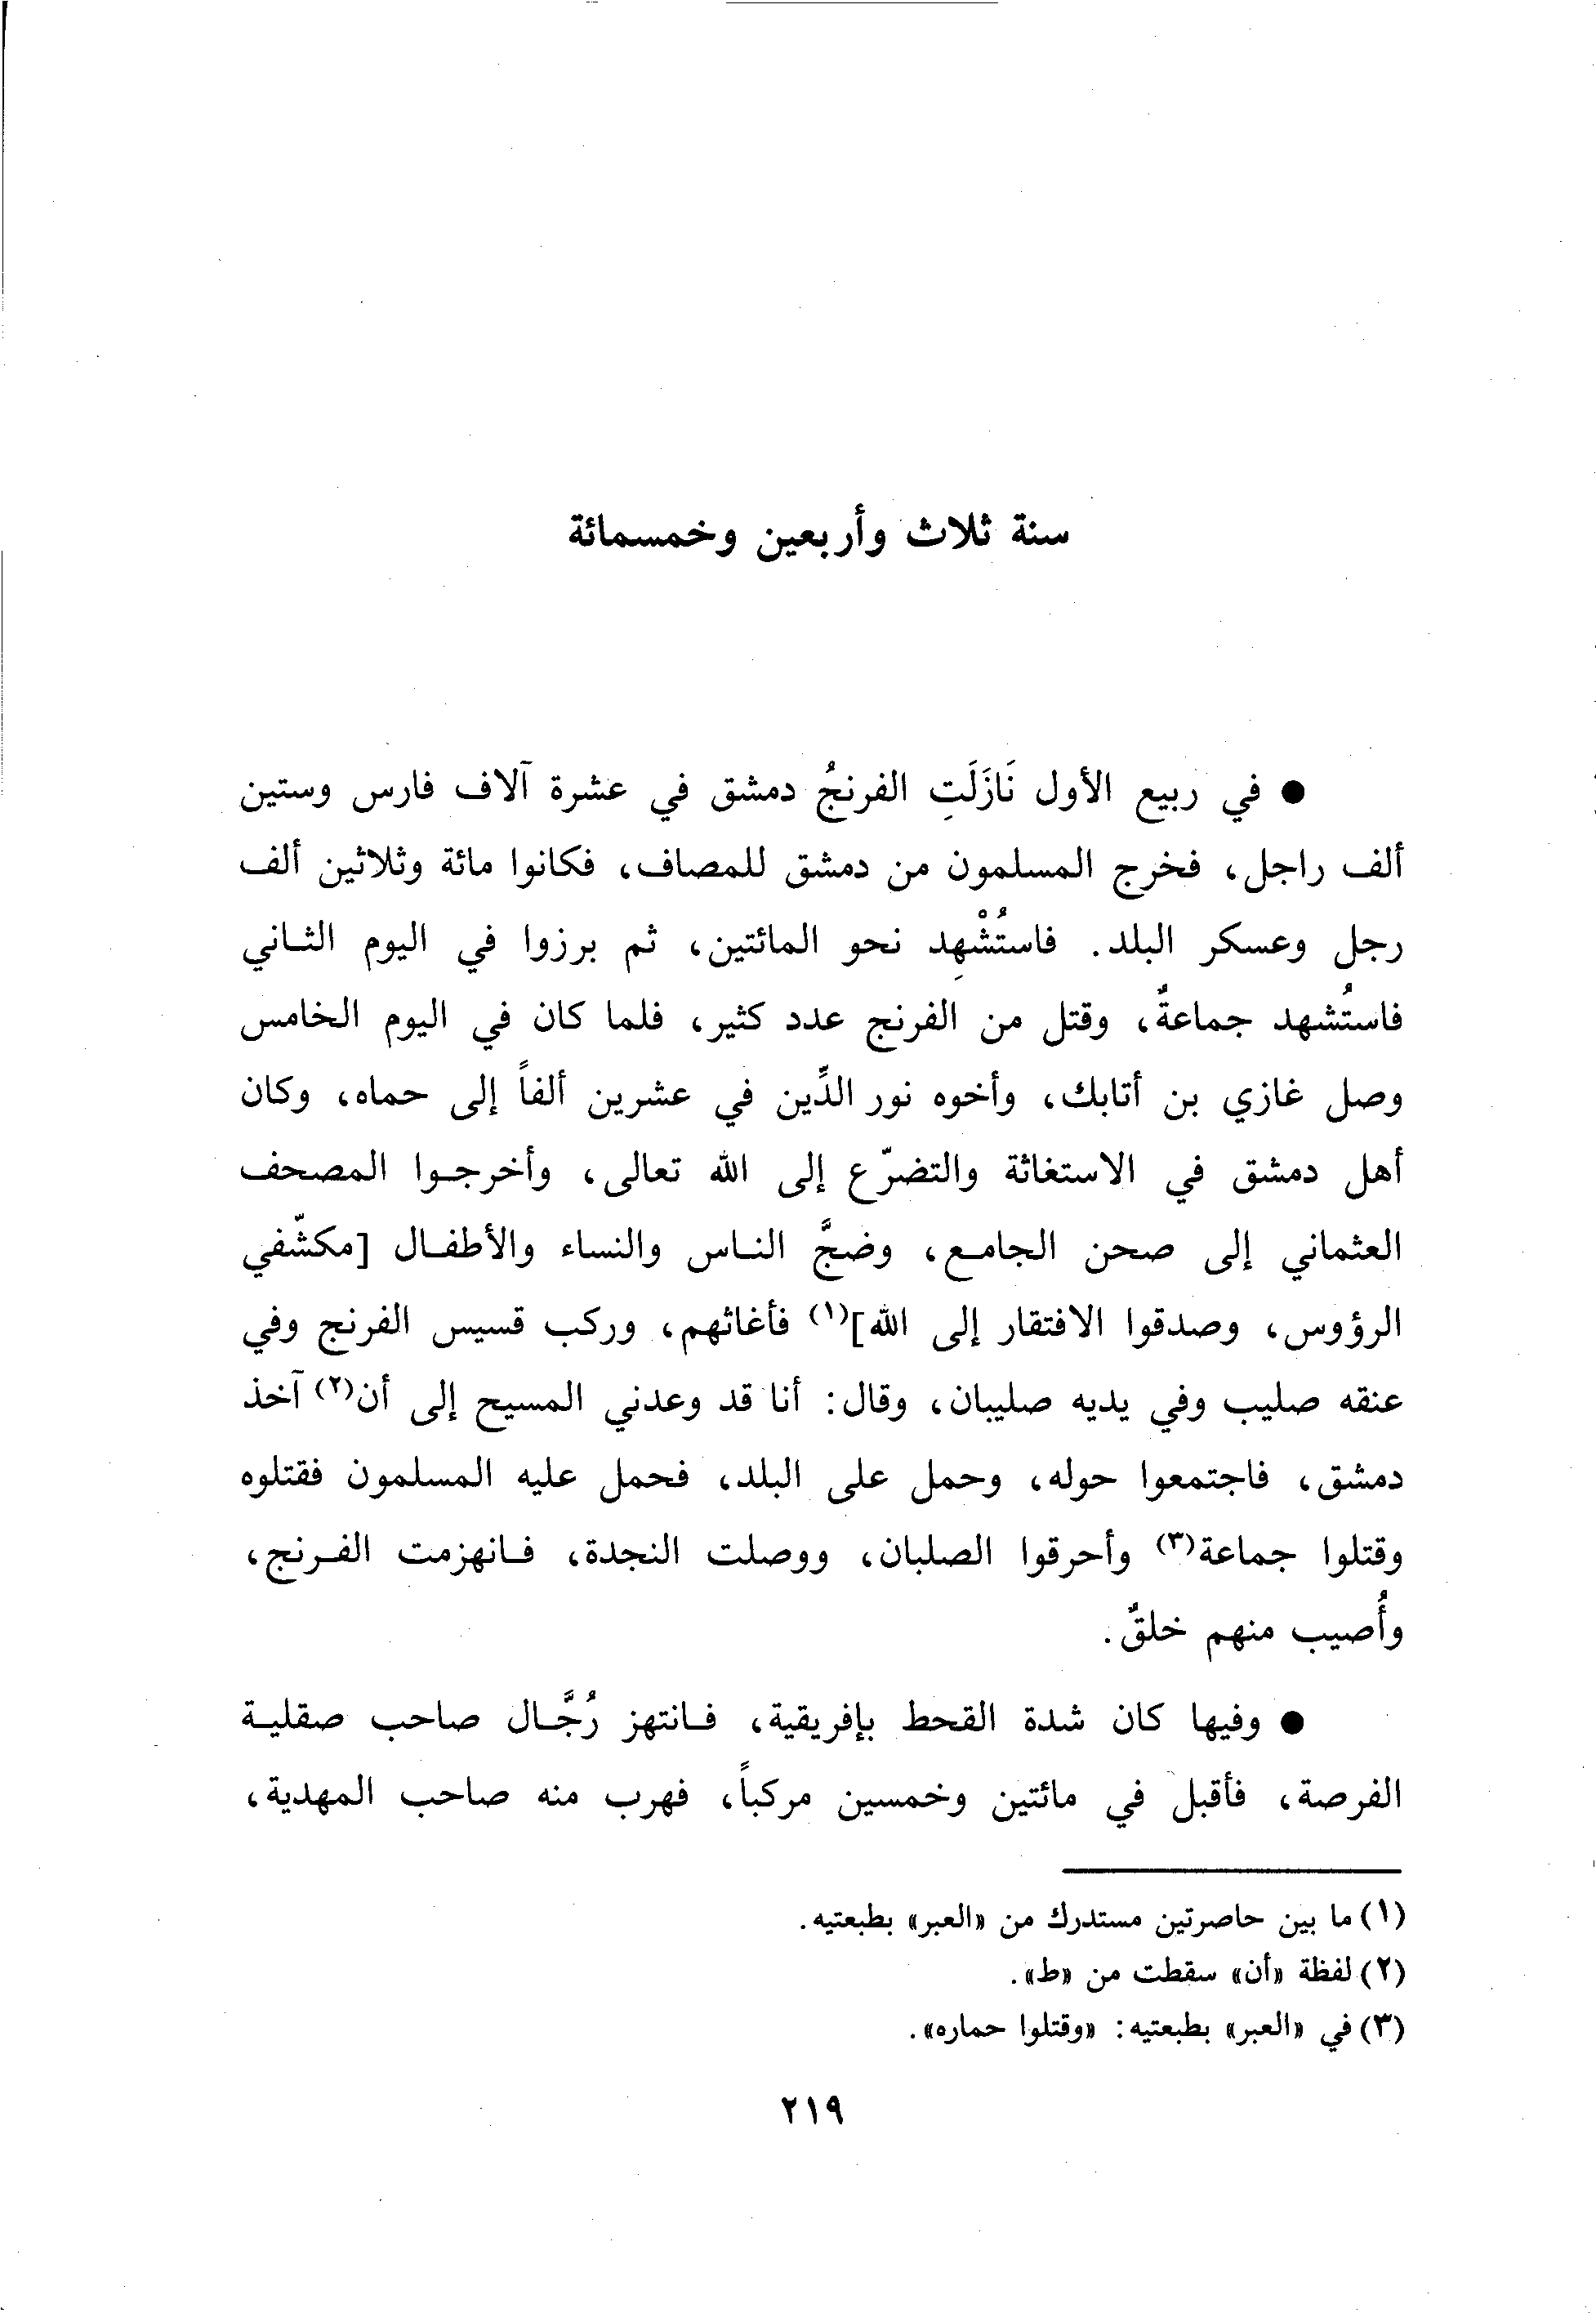 سنة ثلاث وأربعين وخمسمائة
● في ربيع الأول نَازَلَتِ الفرنجُ دمشق في عشرة آلاف فارس وستين
ألف راجل، فخرج المسلمون من دمشق للمصاف، فكانوا مائة وثلاثين ألف
رجل وعسكر البلد. فاستُشْهِد نحو المائتين، ثم برزوا في اليوم الثاني
فاستُشهد جماعةٌ، وقتل من الفرنج عدد كثير، فلما كان في اليوم الخامس
وصل غازي بن أتابك، وأخوه نور الدِّين في عشرين ألفاً إلى حماه، وكان
أهل دمشق في الاستغاثة والتضرّع إلى الله تعالى، وأخرجوا المصحف
العثماني إلى صحن الجامع، وضجَّ الناس والنساء والأطفال [مكشّفي
الرؤوس، وصدقوا الافتقار إلى الله](١) فأغاثهم، وركب قسيس الفرنج وفي
عنقه صليب وفي يديه صليبان، وقال: أنا قد وعدني المسيح إلى أن(٢) آخذ
دمشق، فاجتمعوا حوله، وحمل على البلد، فحمل عليه المسلمون فقتلوه
وقتلوا جماعة(٣) وأحرقوا الصلبان، ووصلت النجدة، فانهزمت الفرنج،
وأُصيب منهم خلقٌ.
● وفيها كان شدة القحط بإفريقية، فانتهز رُجَّال صاحب صقلية
الفرصة، فأقبل في مائتين وخمسين مركباً، فهرب منه صاحب المهدية،
(١) ما بين حاصرتين مستدرك من «العبر» بطبعتيه.
(٢) لفظة «أن» سقطت من «ط».
(٣) في «العبر» بطبعتيه: «وقتلوا حماره».
٢١٩